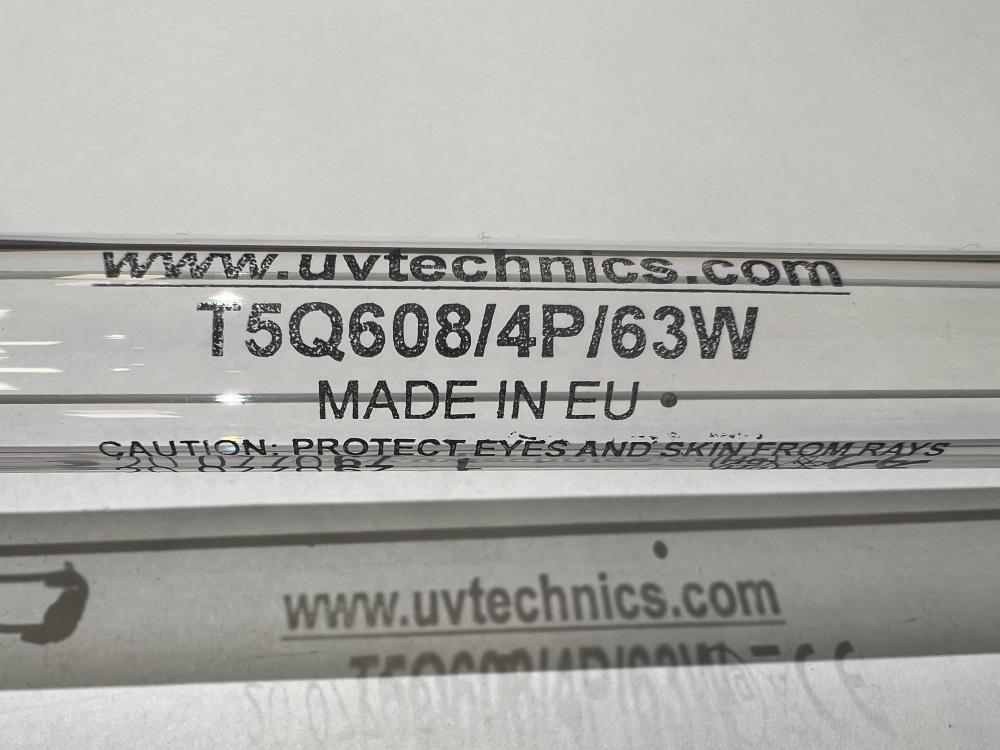 www.uvtechnics.com
T5Q608/4P/63W
MADE IN EU •
CAUTION: PROTECT EYES AND SKIN FROM RAYS
www.uvtechnics.com